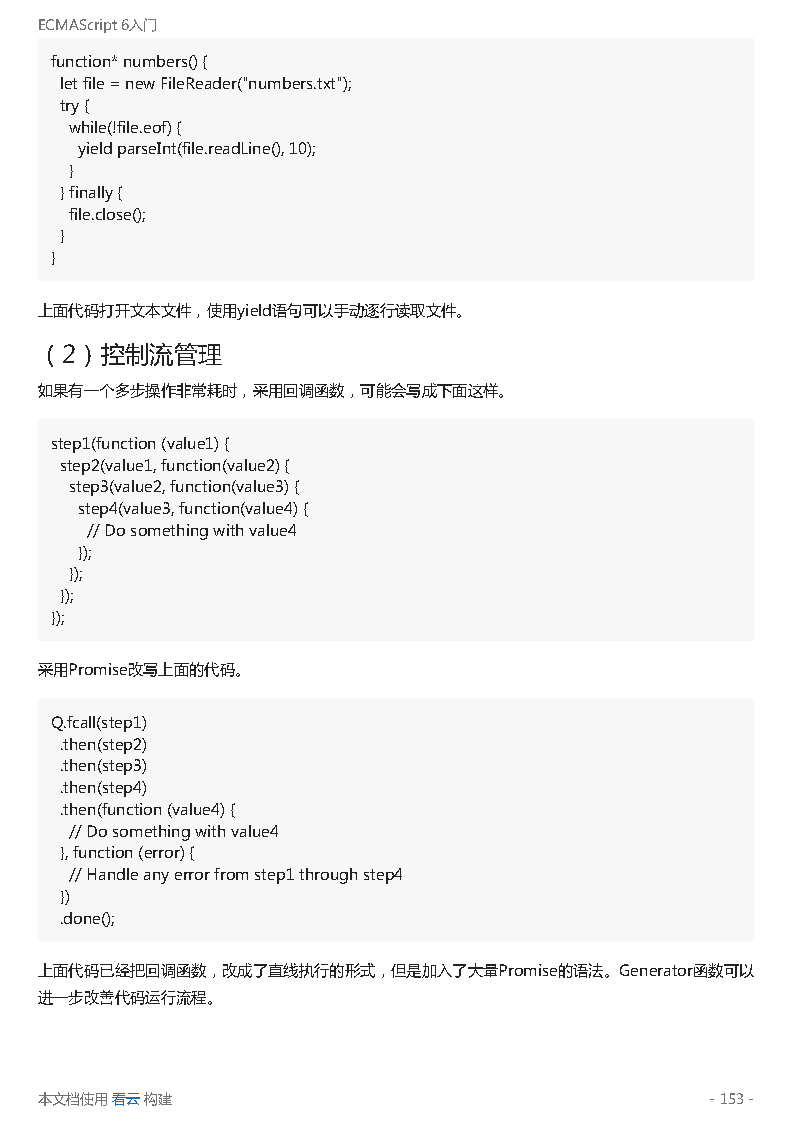 ECMAScript 6入门
function* numbers() {
  let file = new FileReader("numbers.txt");
  try {
    while(!file.eof) {
      yield parseInt(file.readLine(), 10);
    }
  } finally {
    file.close();
  }
}
上面代码打开文本文件，使用yield语句可以手动逐行读取文件。
（2）控制流管理
如果有一个多步操作非常耗时，采用回调函数，可能会写成下面这样。
step1(function (value1) {
  step2(value1, function(value2) {
    step3(value2, function(value3) {
      step4(value3, function(value4) {
        // Do something with value4
      });
    });
  });
});
采用Promise改写上面的代码。
Q.fcall(step1)
  .then(step2)
  .then(step3)
  .then(step4)
  .then(function (value4) {
    // Do something with value4
  }, function (error) {
    // Handle any error from step1 through step4
  })
  .done();
上面代码已经把回调函数，改成了直线执行的形式，但是加入了大量Promise的语法。Generator函数可以
进一步改善代码运行流程。
本文档使用 看云 构建
- 153 -